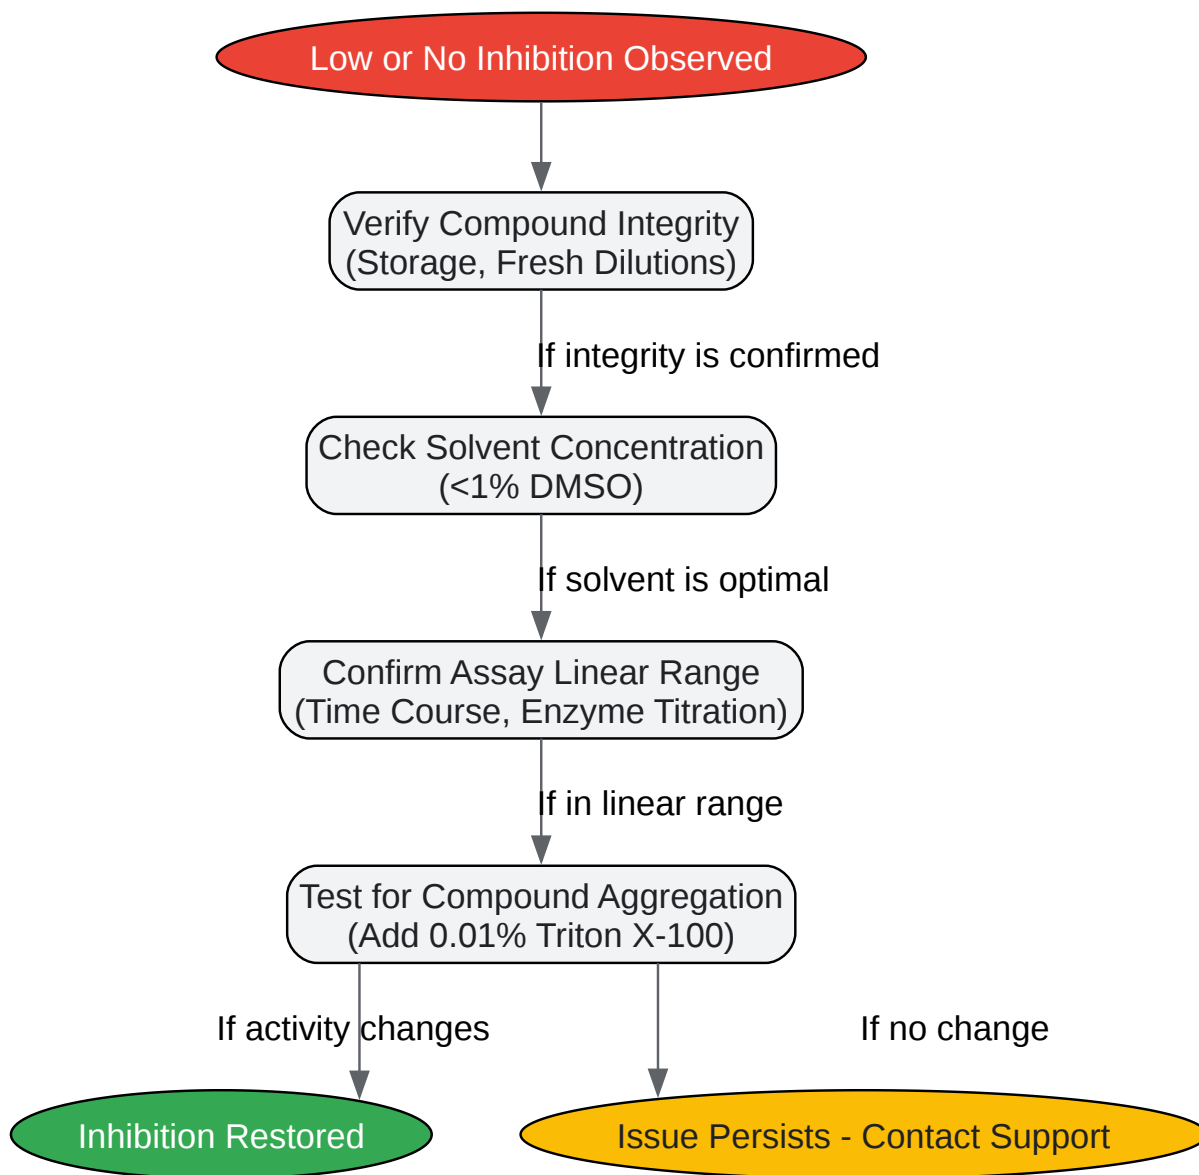 Low or No Inhibition Observed
Verify Compound Integrity
(Storage, Fresh Dilutions)
If integrity is confirmed
Check Solvent Concentration
(<1% DMSO)
If solvent is optimal
Confirm Assay Linear Range
(Time Course, Enzyme Titration)
If in linear range
Test for Compound Aggregation
(Add 0.01% Triton X-100)
If activity changes
If no change
Inhibition Restored
Issue Persists - Contact Support